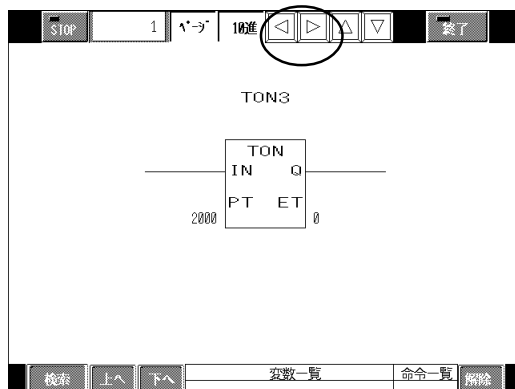 STOP 1 ﾍﾟｰｼﾞ 10進 終了
TON3
TON
IN Q
PT ET
2000 0
検索 上へ 下へ 変数一覧 命令一覧 解除